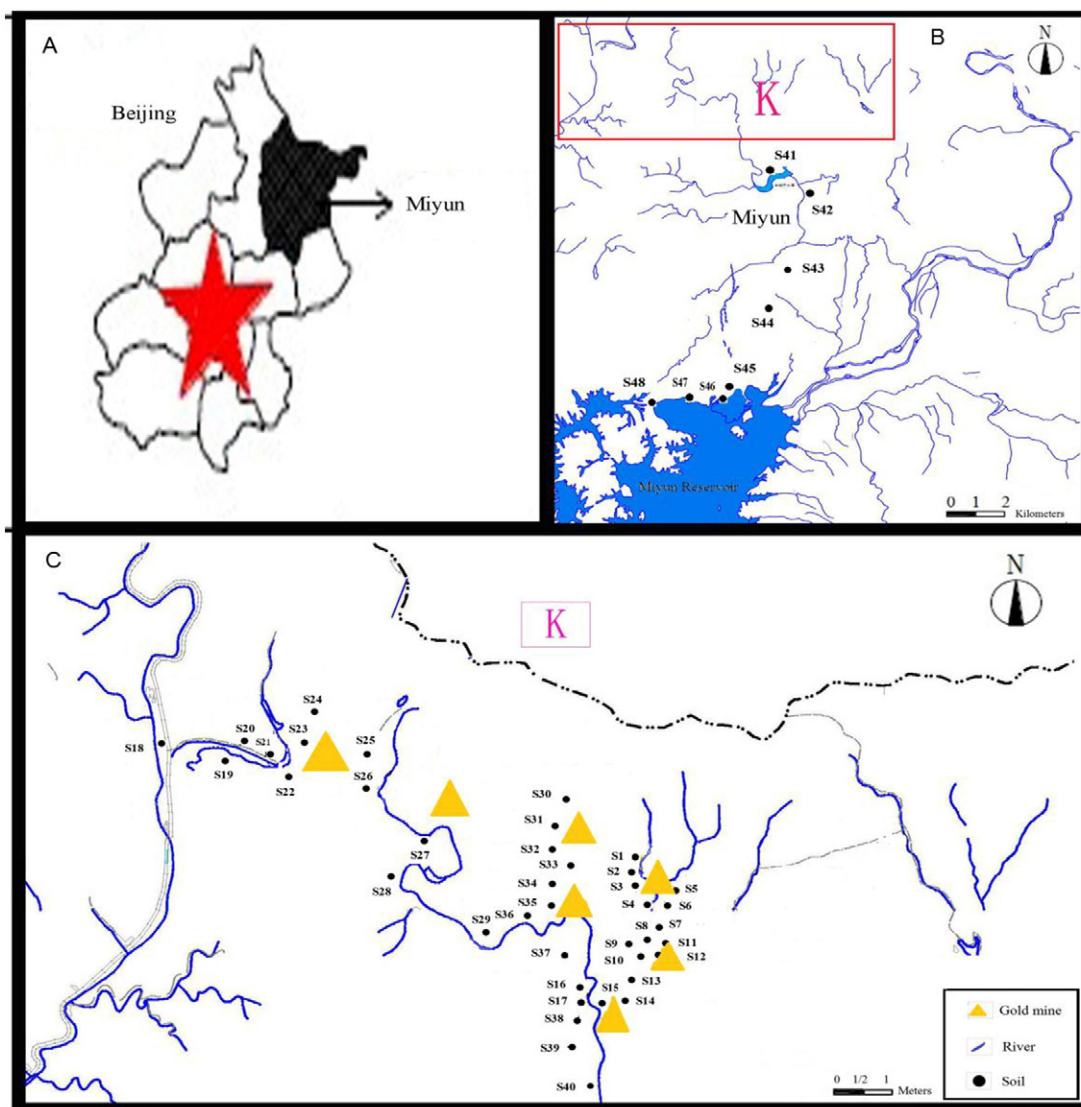 A
Beijing
Miyun
B
N
K
S41
S42
Miyun
S43
S44
S45
S48
S47
S46
Miyun Reservoir
0 1 2
Kilometers
C
K
N
S24
S20
S23
S18
S21
S25
S19
S22
S26
S30
S31
S27
S32
S1
S33
S2
S28
S34
S3
S5
S35
S4
S6
S36
S29
S8
S7
S9
S11
S37
S10
S12
S13
S16
S15
S17
S14
S38
S39
S40
Gold mine
River
Soil
0 1/2 1
Meters